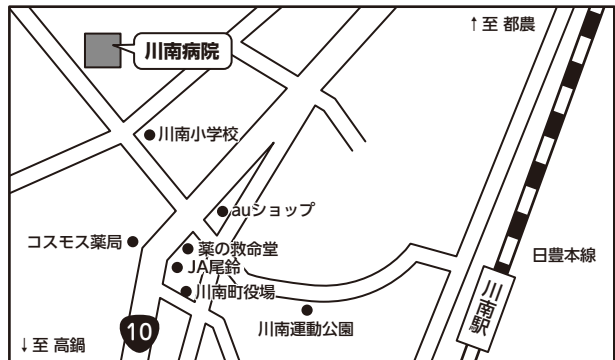 ↑至 都農
川南病院
川南小学校
auショップ
コスモス薬局
薬の救命堂
日豊本線
JA尾鈴
川南町役場
川南駅
川南運動公園
10
↓至 高鍋